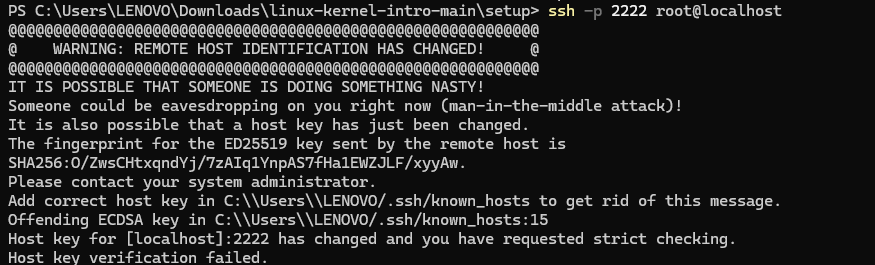 PS C:\Users\LENOVO\Downloads\linux-kernel-intro-main\setup> ssh -p 2222 root@localhost
@@@@@@@@@@@@@@@@@@@@@@@@@@@@@@@@@@@@@@@@@@@@@@@@@@@@@@@@@@@
@    WARNING: REMOTE HOST IDENTIFICATION HAS CHANGED!     @
@@@@@@@@@@@@@@@@@@@@@@@@@@@@@@@@@@@@@@@@@@@@@@@@@@@@@@@@@@@
IT IS POSSIBLE THAT SOMEONE IS DOING SOMETHING NASTY!
Someone could be eavesdropping on you right now (man-in-the-middle attack)!
It is also possible that a host key has just been changed.
The fingerprint for the ED25519 key sent by the remote host is
SHA256:O/ZwsCHtxqndYj/7zAIq1YnpAS7fHa1EWZJLF/xyyAw.
Please contact your system administrator.
Add correct host key in C:\\Users\\LENOVO/.ssh/known_hosts to get rid of this message.
Offending ECDSA key in C:\\Users\\LENOVO/.ssh/known_hosts:15
Host key for [localhost]:2222 has changed and you have requested strict checking.
Host key verification failed.